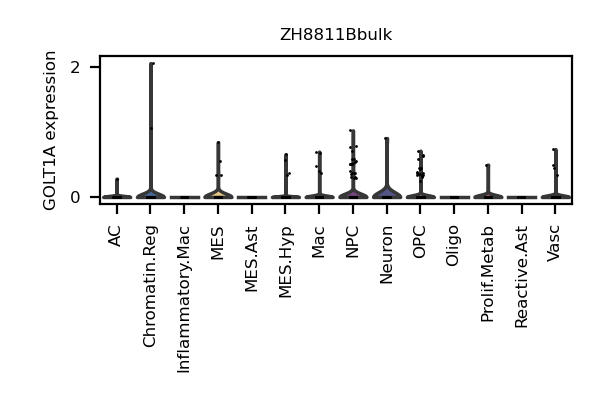 ZH8811Bbulk
GOLT1A expression
2
0
AC
Chromatin.Reg
Inflammatory.Mac
MES
MES.Ast
MES.Hyp
Mac
NPC
Neuron
OPC
Oligo
Prolif.Metab
Reactive.Ast
Vasc